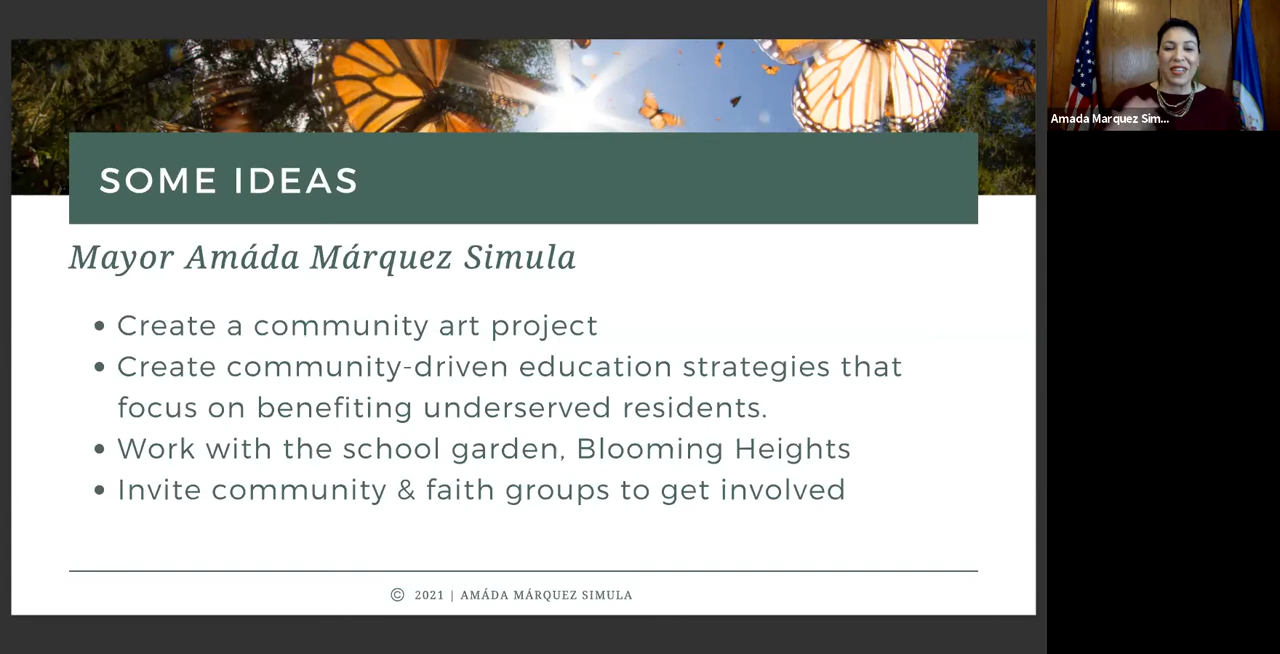 SOME IDEAS
Mayor Amáda Márquez Simula
• Create a community art project
• Create community-driven education strategies that
focus on benefiting underserved residents.
• Work with the school garden, Blooming Heights
• Invite community & faith groups to get involved
© 2021 | AMÁDA MÁRQUEZ SIMULA
Amada Marquez Sim...